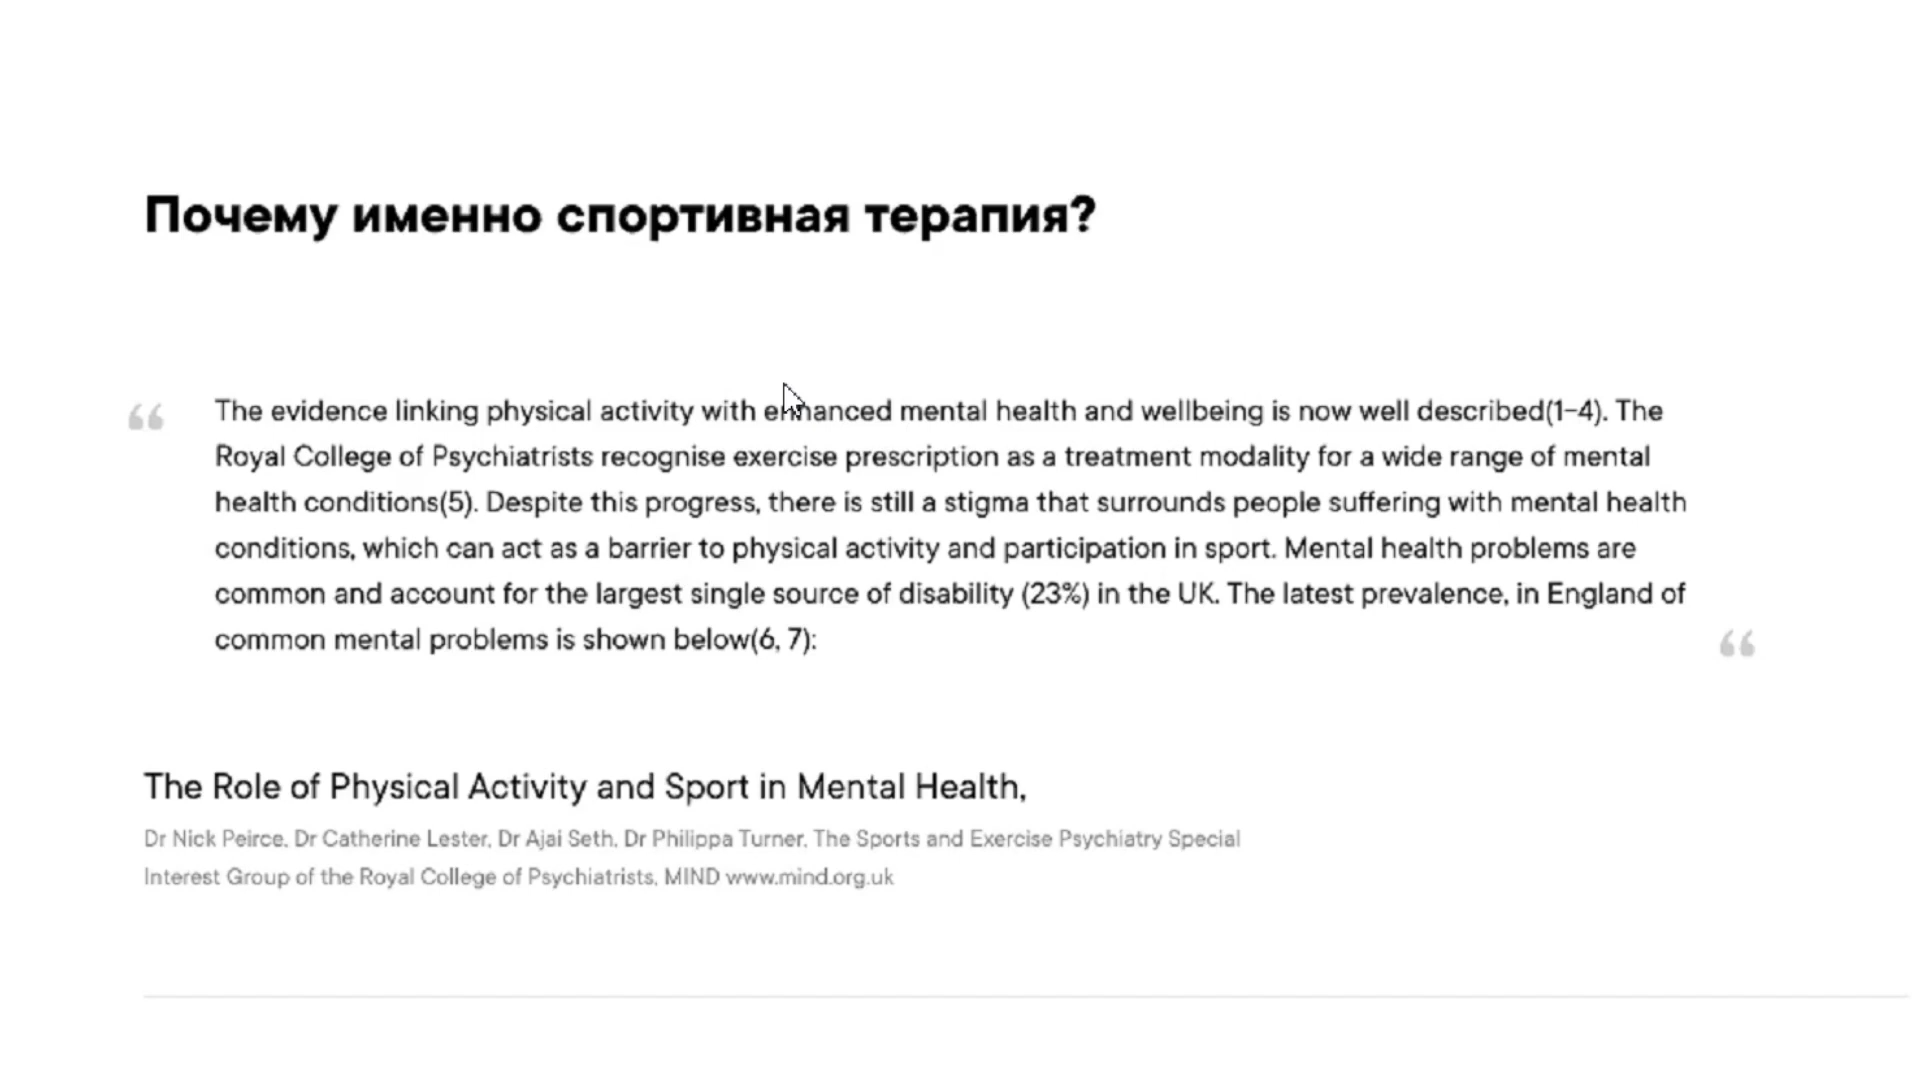 Почему именно спортивная терапия?
“
The evidence linking physical activity with enhanced mental health and wellbeing is now well described(1–4). The
Royal College of Psychiatrists recognise exercise prescription as a treatment modality for a wide range of mental
health conditions(5). Despite this progress, there is still a stigma that surrounds people suffering with mental health
conditions, which can act as a barrier to physical activity and participation in sport. Mental health problems are
common and account for the largest single source of disability (23%) in the UK. The latest prevalence, in England of
common mental problems is shown below(6, 7):
“
The Role of Physical Activity and Sport in Mental Health,
Dr Nick Peirce, Dr Catherine Lester, Dr Ajai Seth, Dr Philippa Turner, The Sports and Exercise Psychiatry Special
Interest Group of the Royal College of Psychiatrists, MIND www.mind.org.uk